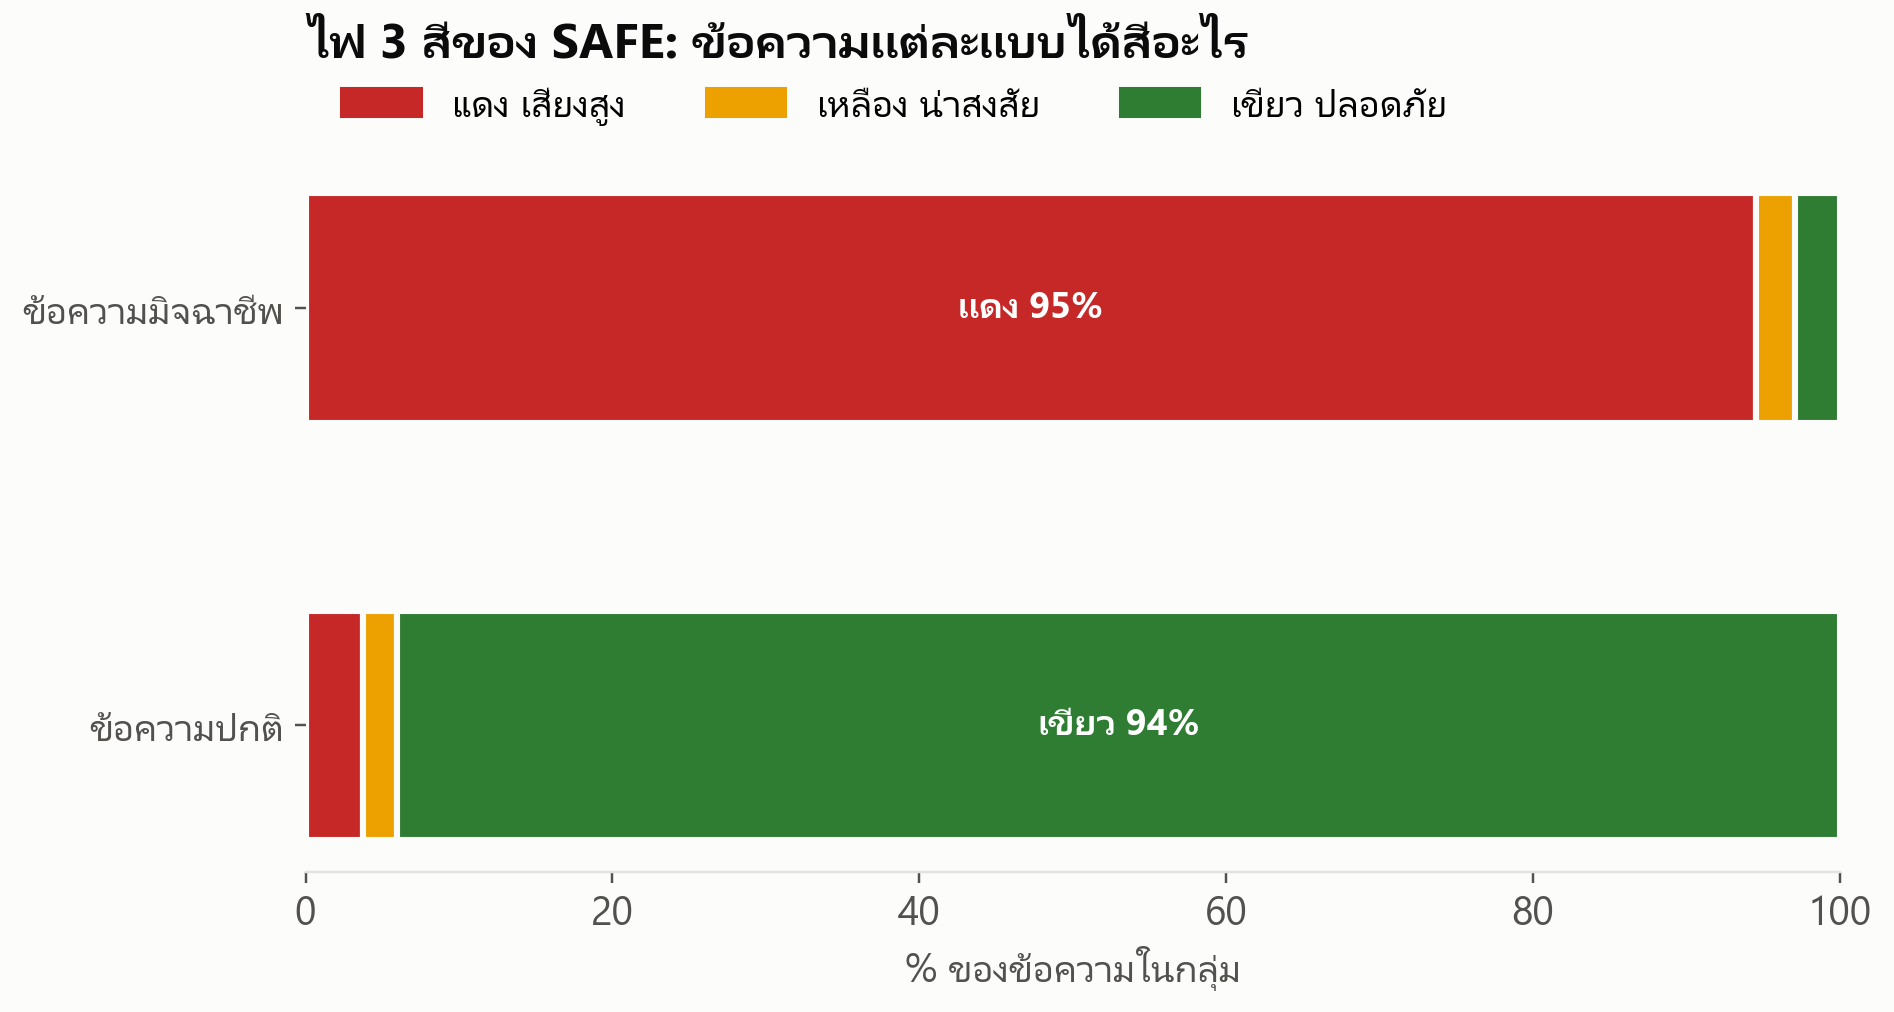 ไฟ 3 สีของ SAFE: ข้อความแต่ละแบบได้สีอะไร
แดง เสี่ยงสูง
เหลือง น่าสงสัย
เขียว ปลอดภัย
ข้อความมิจฉาชีพ
แดง 95%
ข้อความปกติ
เขียว 94%
0 20 40 60 80 100
% ของข้อความในกลุ่ม